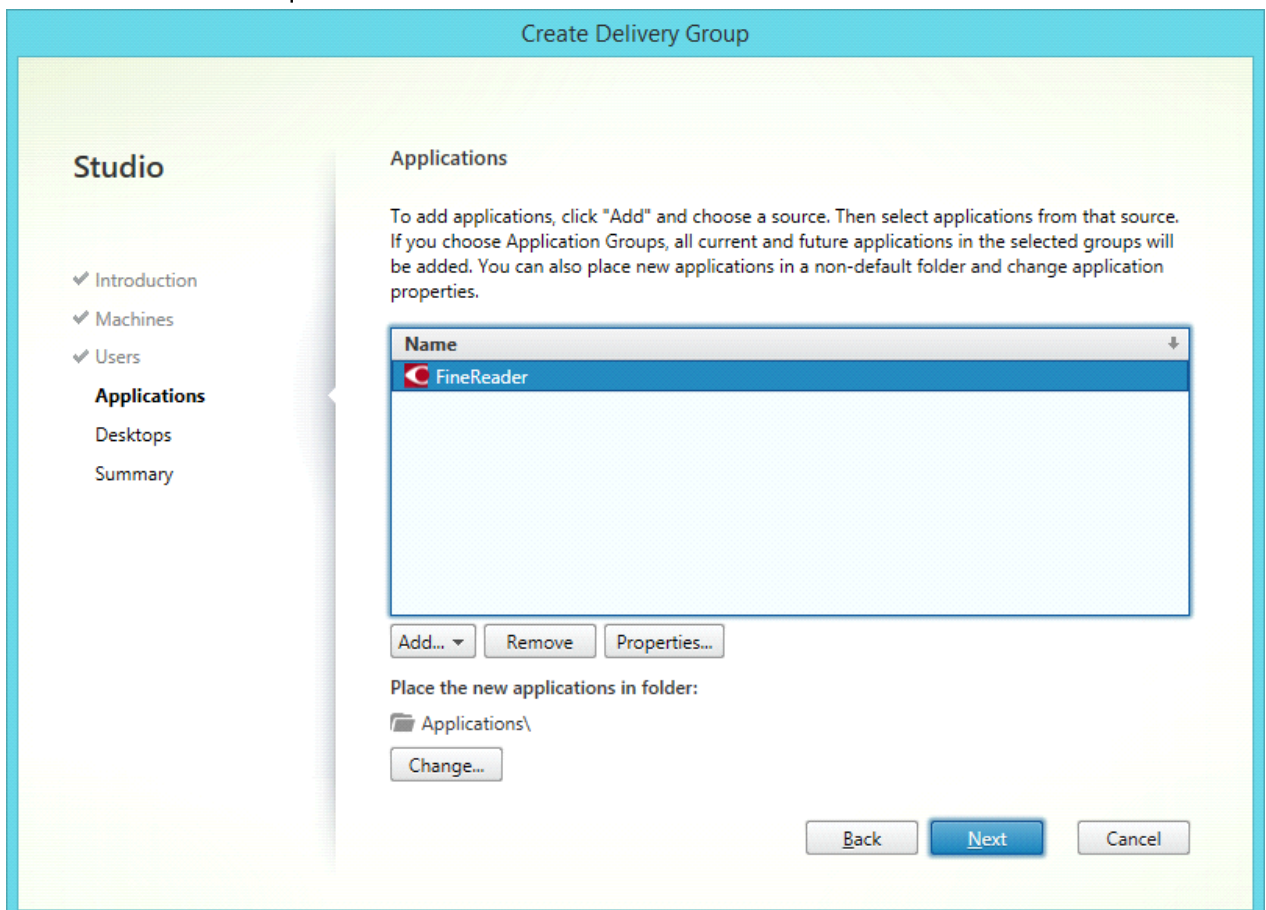 Create Delivery Group
Studio
Introduction
Machines
Users
Applications
Desktops
Summary
Applications
To add applications, click "Add" and choose a source. Then select applications from that source.
If you choose Application Groups, all current and future applications in the selected groups will
be added. You can also place new applications in a non-default folder and change application
properties.
Name
FineReader
Add...
Remove
Properties...
Place the new applications in folder:
Applications\
Change...
Back
Next
Cancel